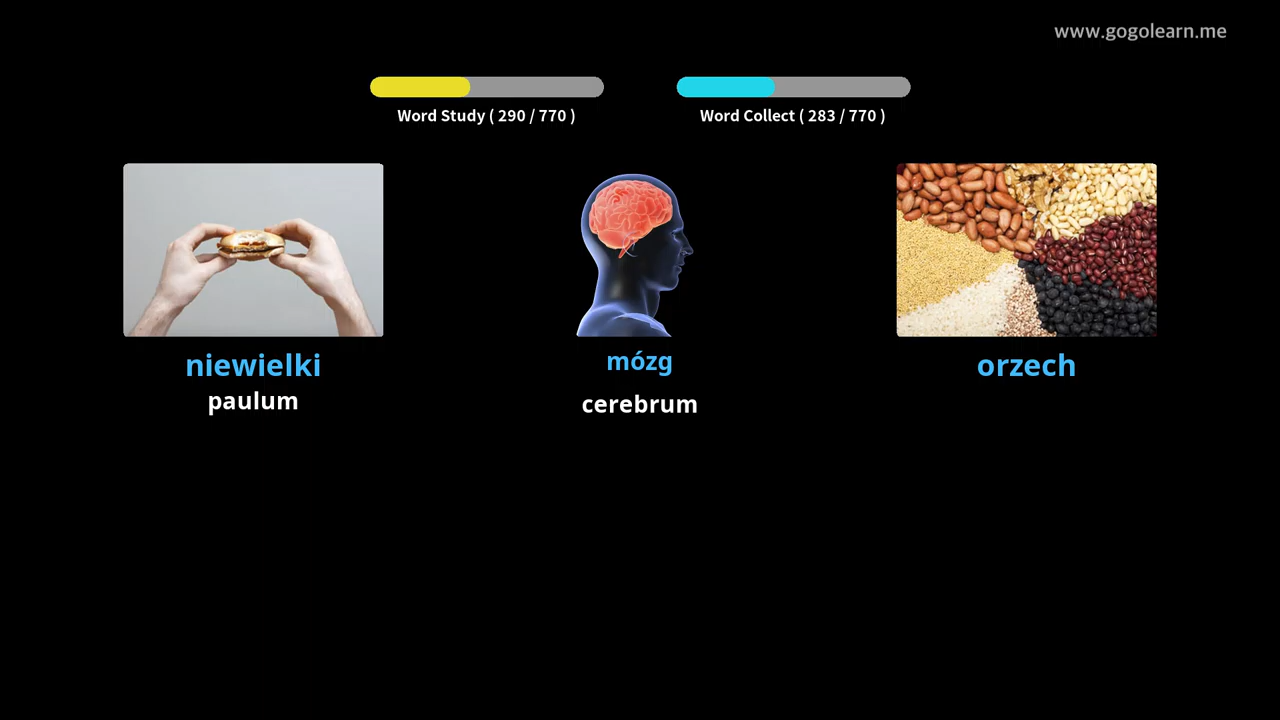 www.gogolearn.me
Word Study ( 290 / 770 )
Word Collect ( 283 / 770 )
niewielki
paulum
mózg
cerebrum
orzech